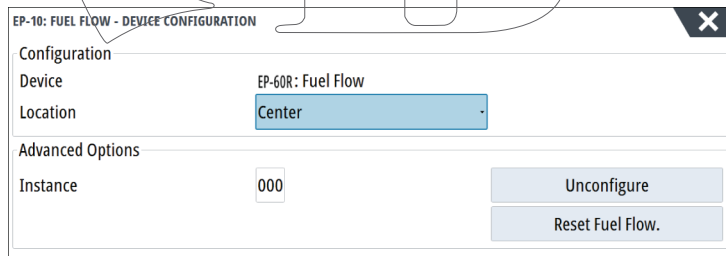 EP-10: FUEL FLOW - DEVICE CONFIGURATION
Configuration
Device EP-60R: Fuel Flow
Location Center
Advanced Options
Instance 000 Unconfigure
Reset Fuel Flow.